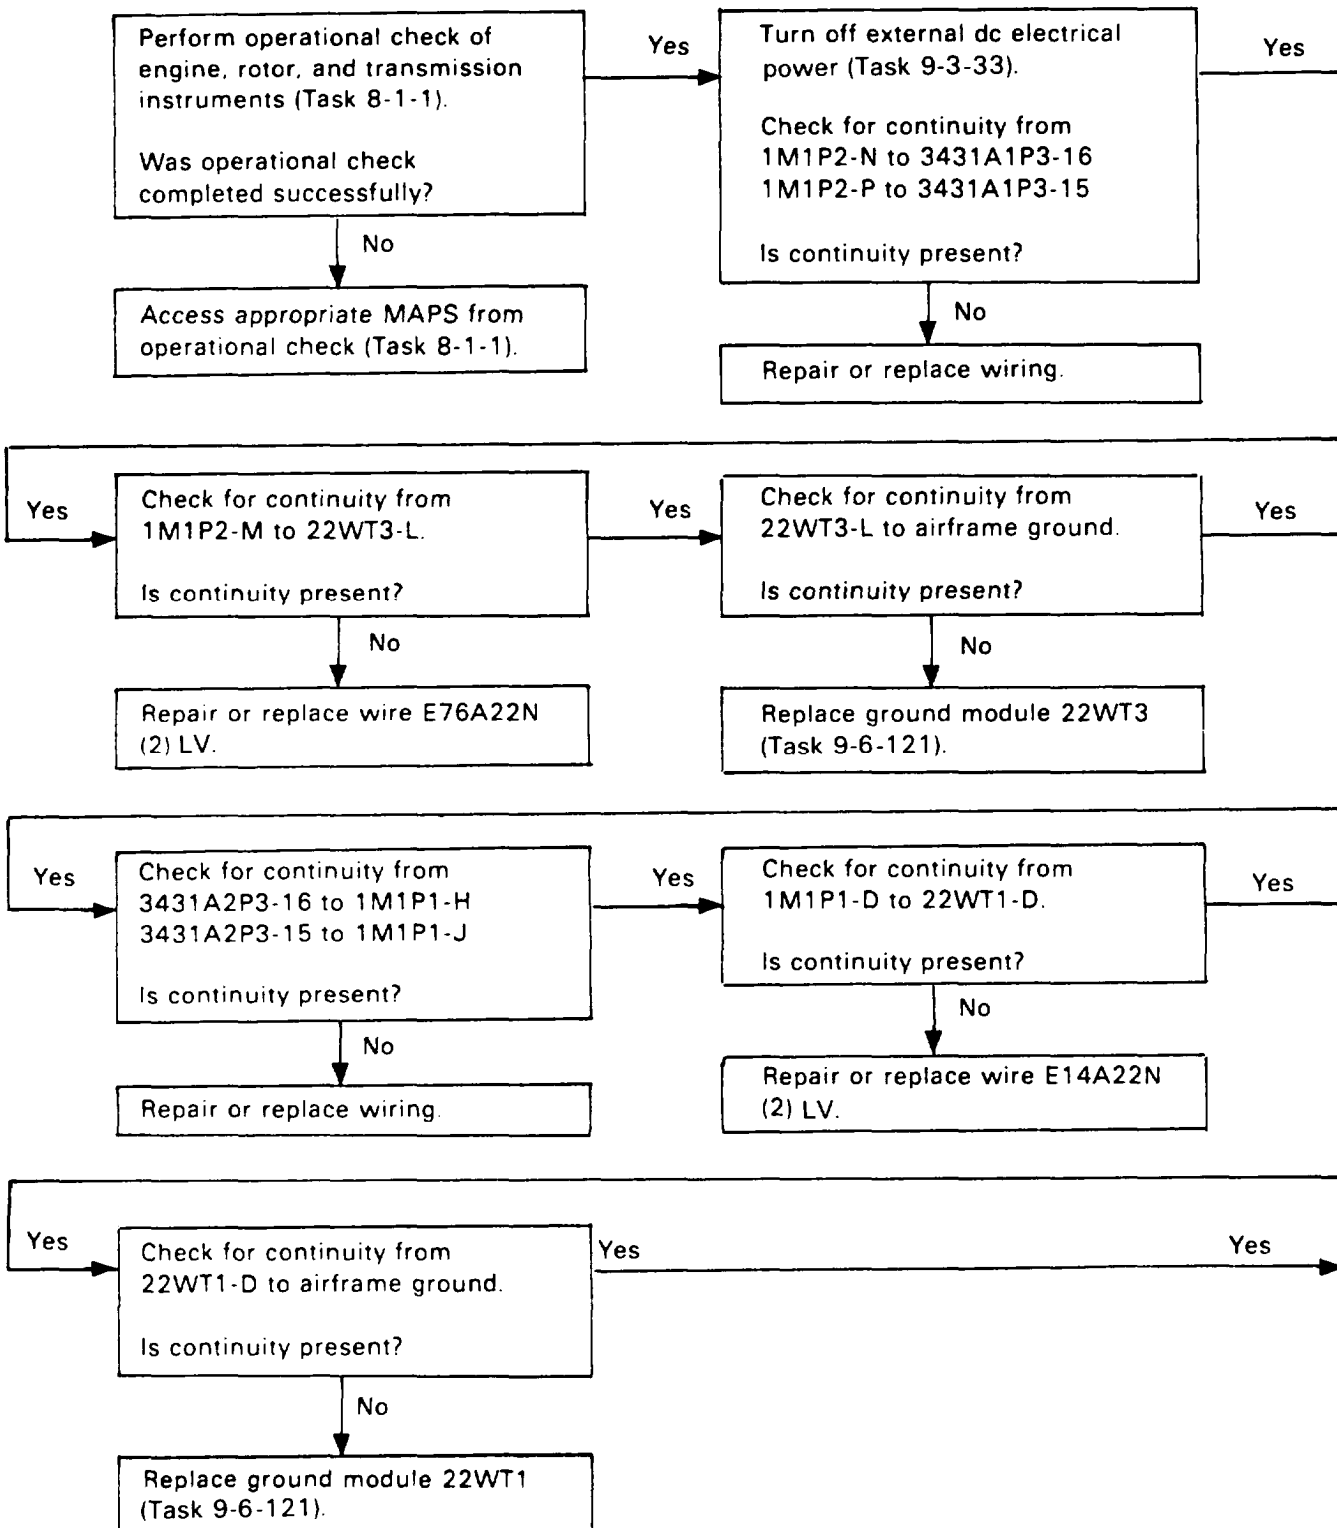 Perform operational check of
engine, rotor, and transmission
instruments (Task 8-1-1).
Was operational check
completed successfully?
Yes
Turn off external dc electrical
power (Task 9-3-33).
Check for continuity from
1M1P2-N to 3431A1P3-16
1M1P2-P to 3431A1P3-15
Is continuity present?
Yes
No
Access appropriate MAPS from
operational check (Task 8-1-1).
No
Repair or replace wiring.
Yes
Check for continuity from
1M1P2-M to 22WT3-L.
Is continuity present?
Yes
Check for continuity from
22WT3-L to airframe ground.
Is continuity present?
Yes
No
Repair or replace wire E76A22N
(2) LV.
No
Replace ground module 22WT3
(Task 9-6-121).
Yes
Check for continuity from
3431A2P3-16 to 1M1P1-H
3431A2P3-15 to 1M1P1-J
Is continuity present?
Yes
Check for continuity from
1M1P1-D to 22WT1-D.
Is continuity present?
Yes
No
Repair or replace wiring.
No
Repair or replace wire E14A22N
(2) LV.
Yes
Check for continuity from
22WT1-D to airframe ground.
Is continuity present?
Yes
Yes
No
Replace ground module 22WT1
(Task 9-6-121).